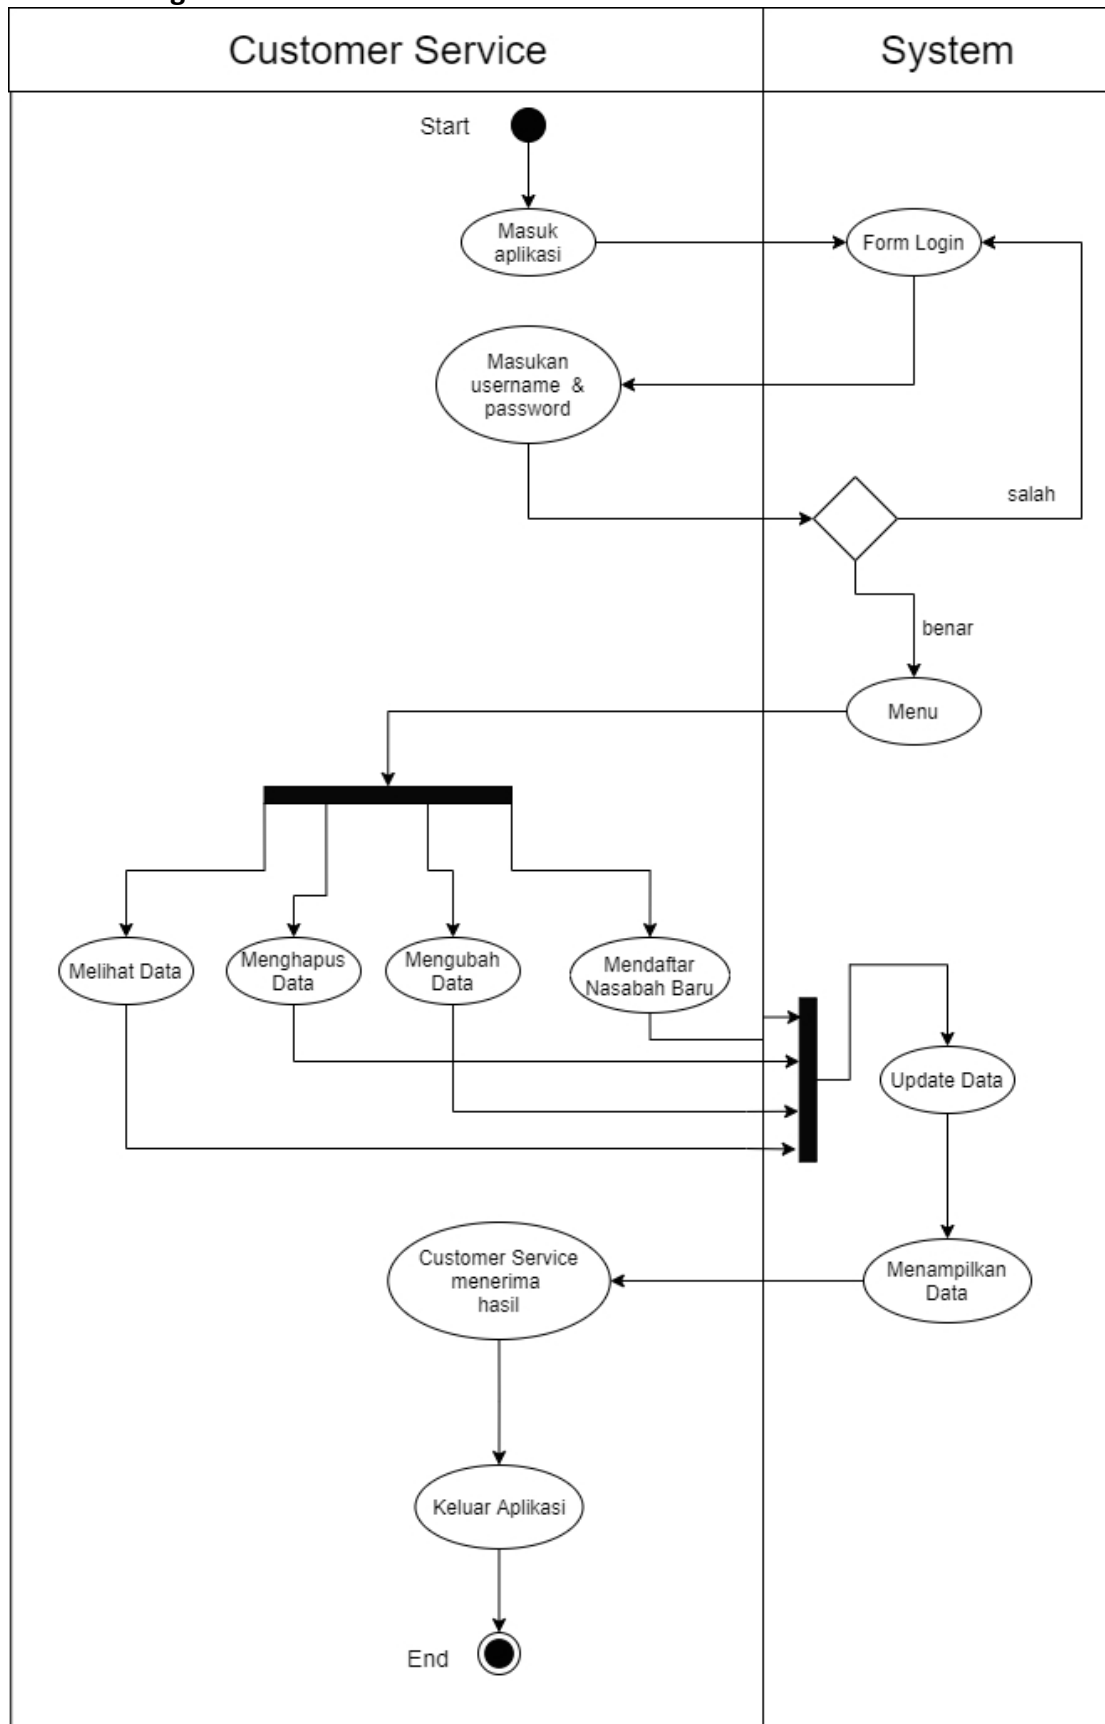 Customer Service
System
Start
Masuk
aplikasi
Form Login
Masukan
username &
password
salah
benar
Menu
Melihat Data
Menghapus
Data
Mengubah
Data
Mendaftar
Nasabah Baru
Update Data
Customer Service
menerima
hasil
Menampilkan
Data
Keluar Aplikasi
End